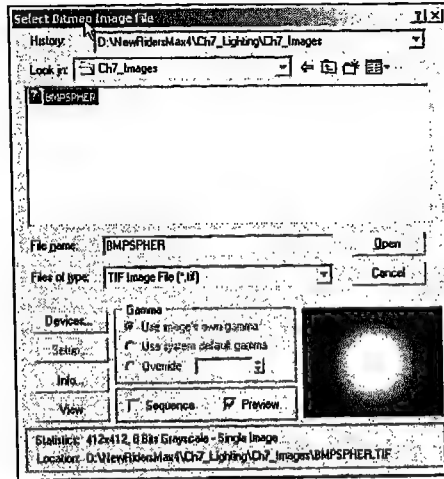 Select Bitmap Image File
History: D:\NewRidersMax4\Ch7_Lighting\Ch7_Images
Look in: Ch7_Images
BMPSPHER
File name: BMPSPHER Open
Files of type: TIF Image File (*.tif) Cancel
Devices...
Setup...
Info...
View
Gamma
Use image's own gamma
Use system default gamma
Override
Sequence Preview
Statistics: 412x412, 8 Bits Grayscale - Single Image
Location: D:\NewRidersMax4\Ch7_Lighting\Ch7_Images\BMPSPHER.TIF